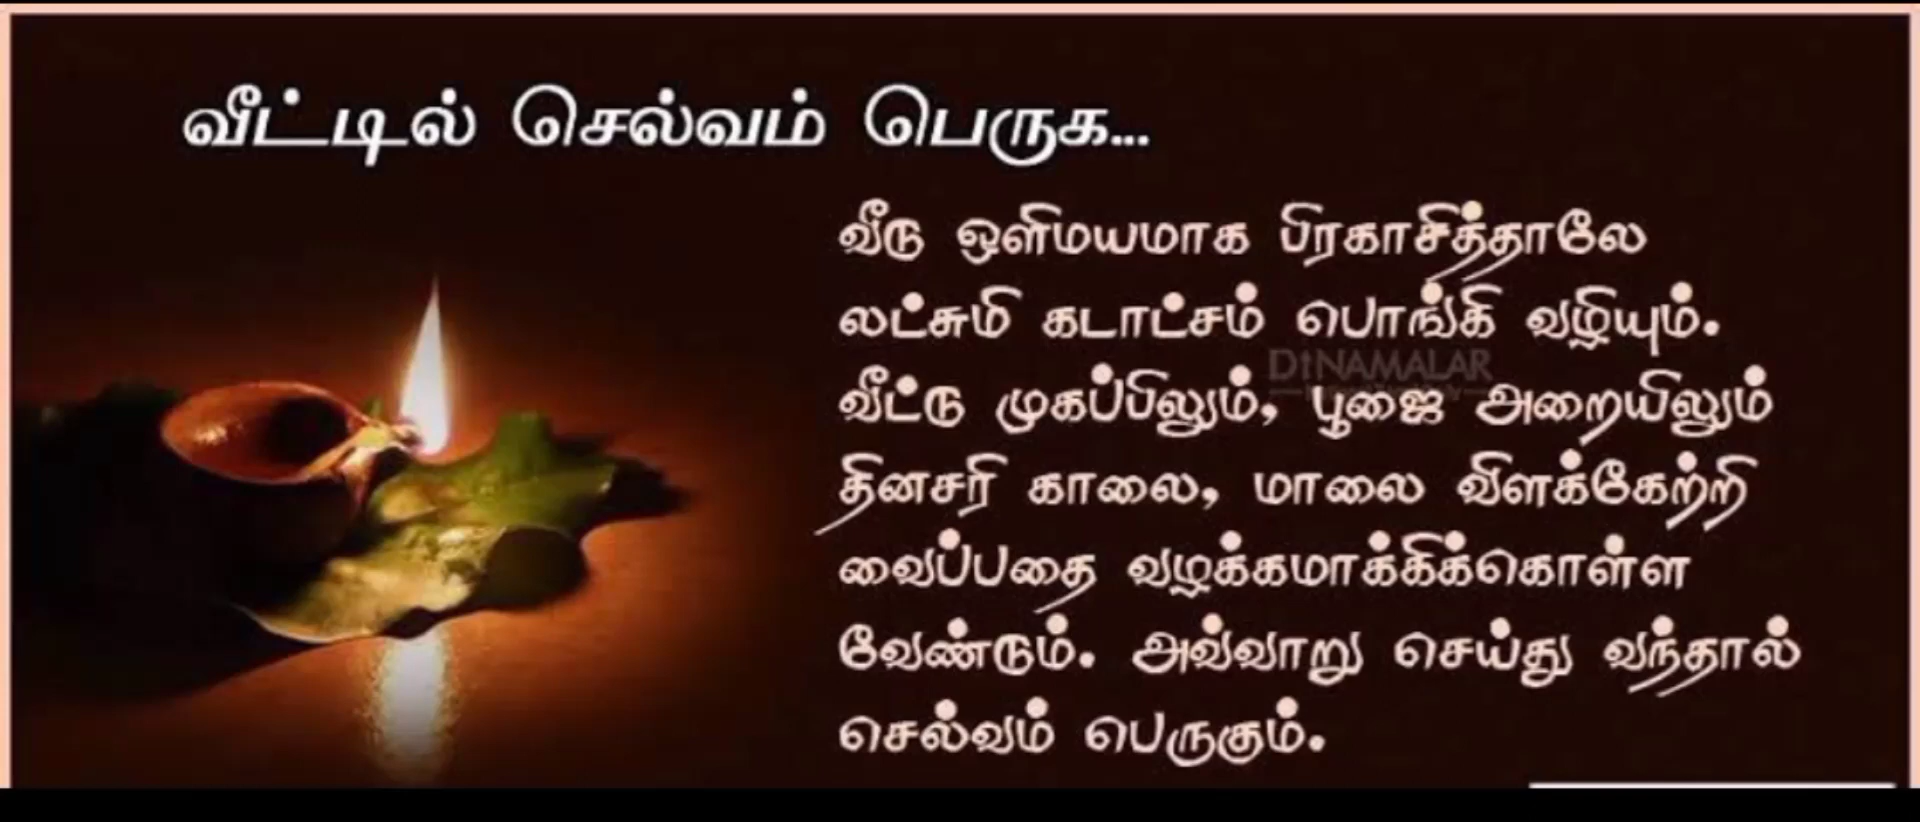 வீட்டில் செல்வம் பெருக...
வீடு ஒளிமயமாக பிரகாசித்தாலே
லட்சுமி கடாட்சம் பொங்கி வழியும்.
DINAMALAR
வீட்டு முகப்பிலும், பூஜை அறையிலும்
தினசரி காலை, மாலை விளக்கேற்றி
வைப்பதை வழக்கமாக்கிக்கொள்ள
வேண்டும். அவ்வாறு செய்து வந்தால்
செல்வம் பெருகும்.